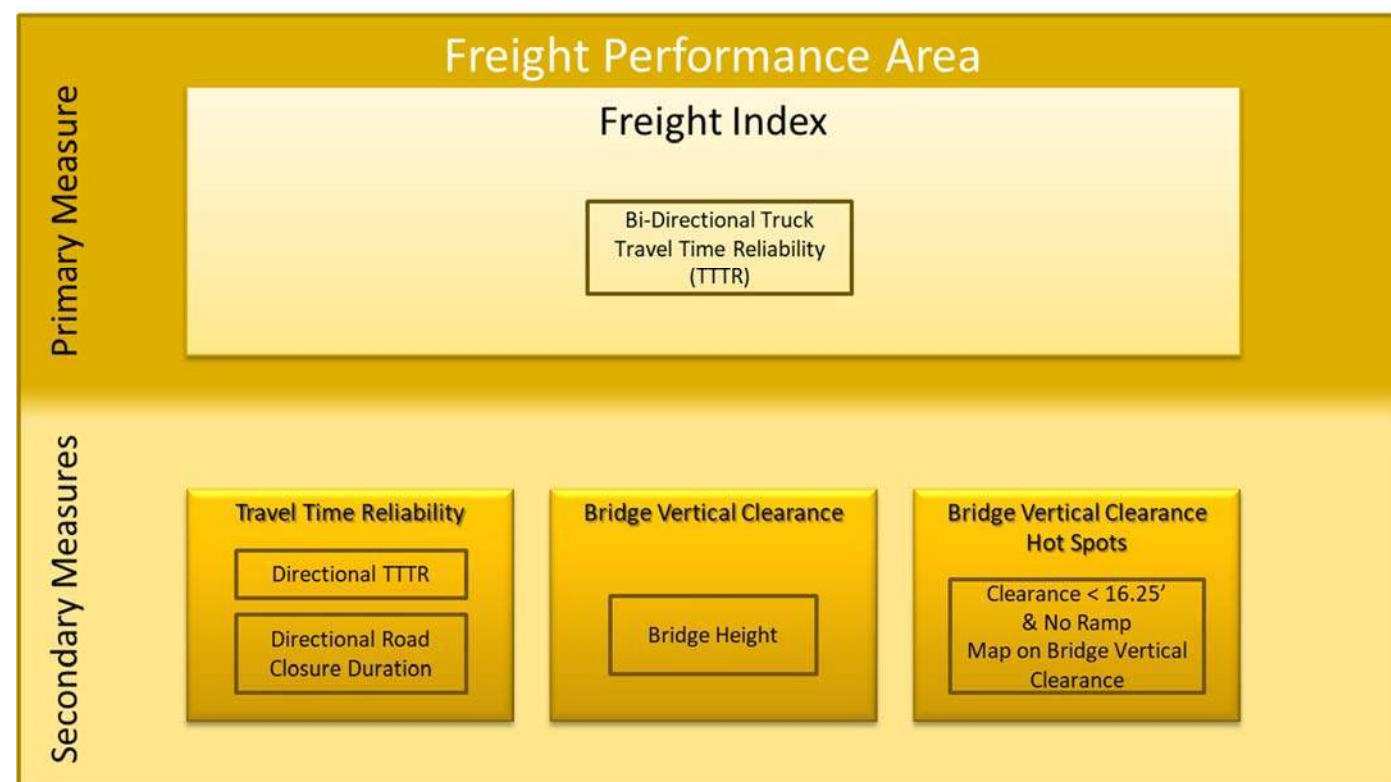 Freight Performance Area
Primary Measure
Freight Index
Bi-Directional Truck
Travel Time Reliability
(TTTR)
Secondary Measures
Travel Time Reliability
Directional TTTR
Directional Road
Closure Duration
Bridge Vertical Clearance
Bridge Height
Bridge Vertical Clearance
Hot Spots
Clearance < 16.25’
& No Ramp
Map on Bridge Vertical
Clearance